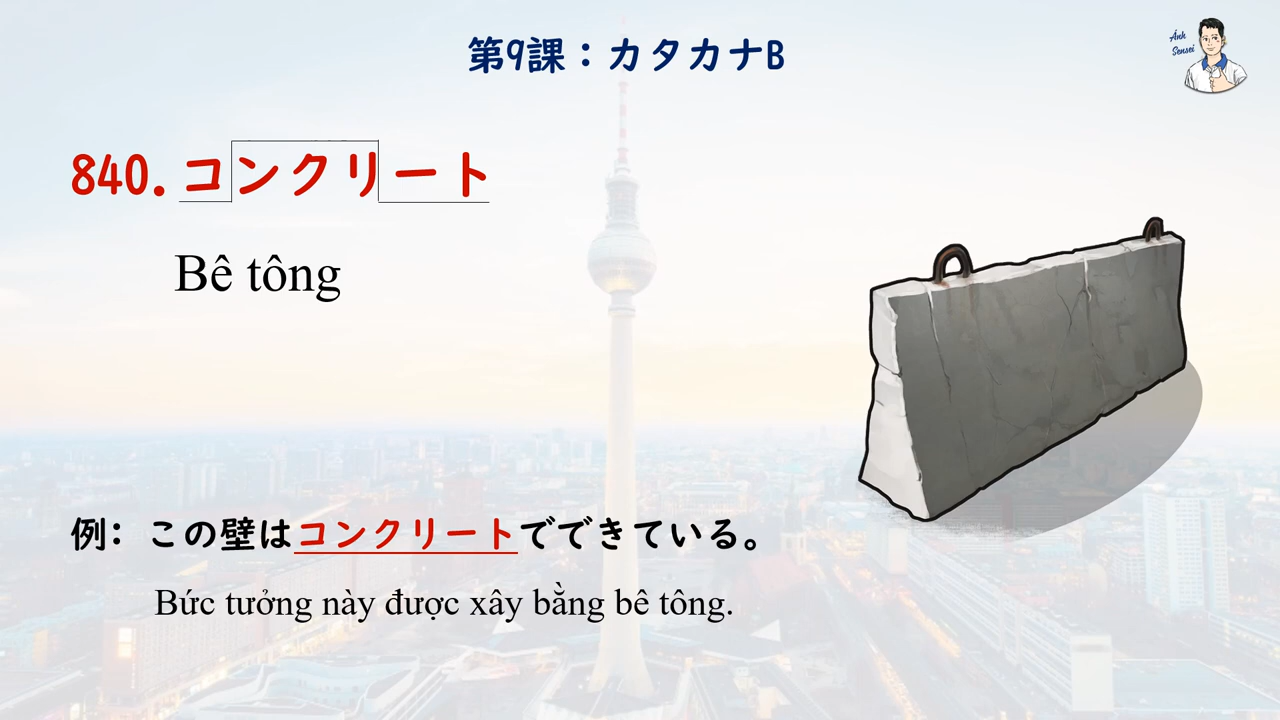 第9課：カタカナB
Ánh
Sensei
840. コンクリート
Bê tông
例: この壁はコンクリートでできている。
Bức tưởng này được xây bằng bê tông.